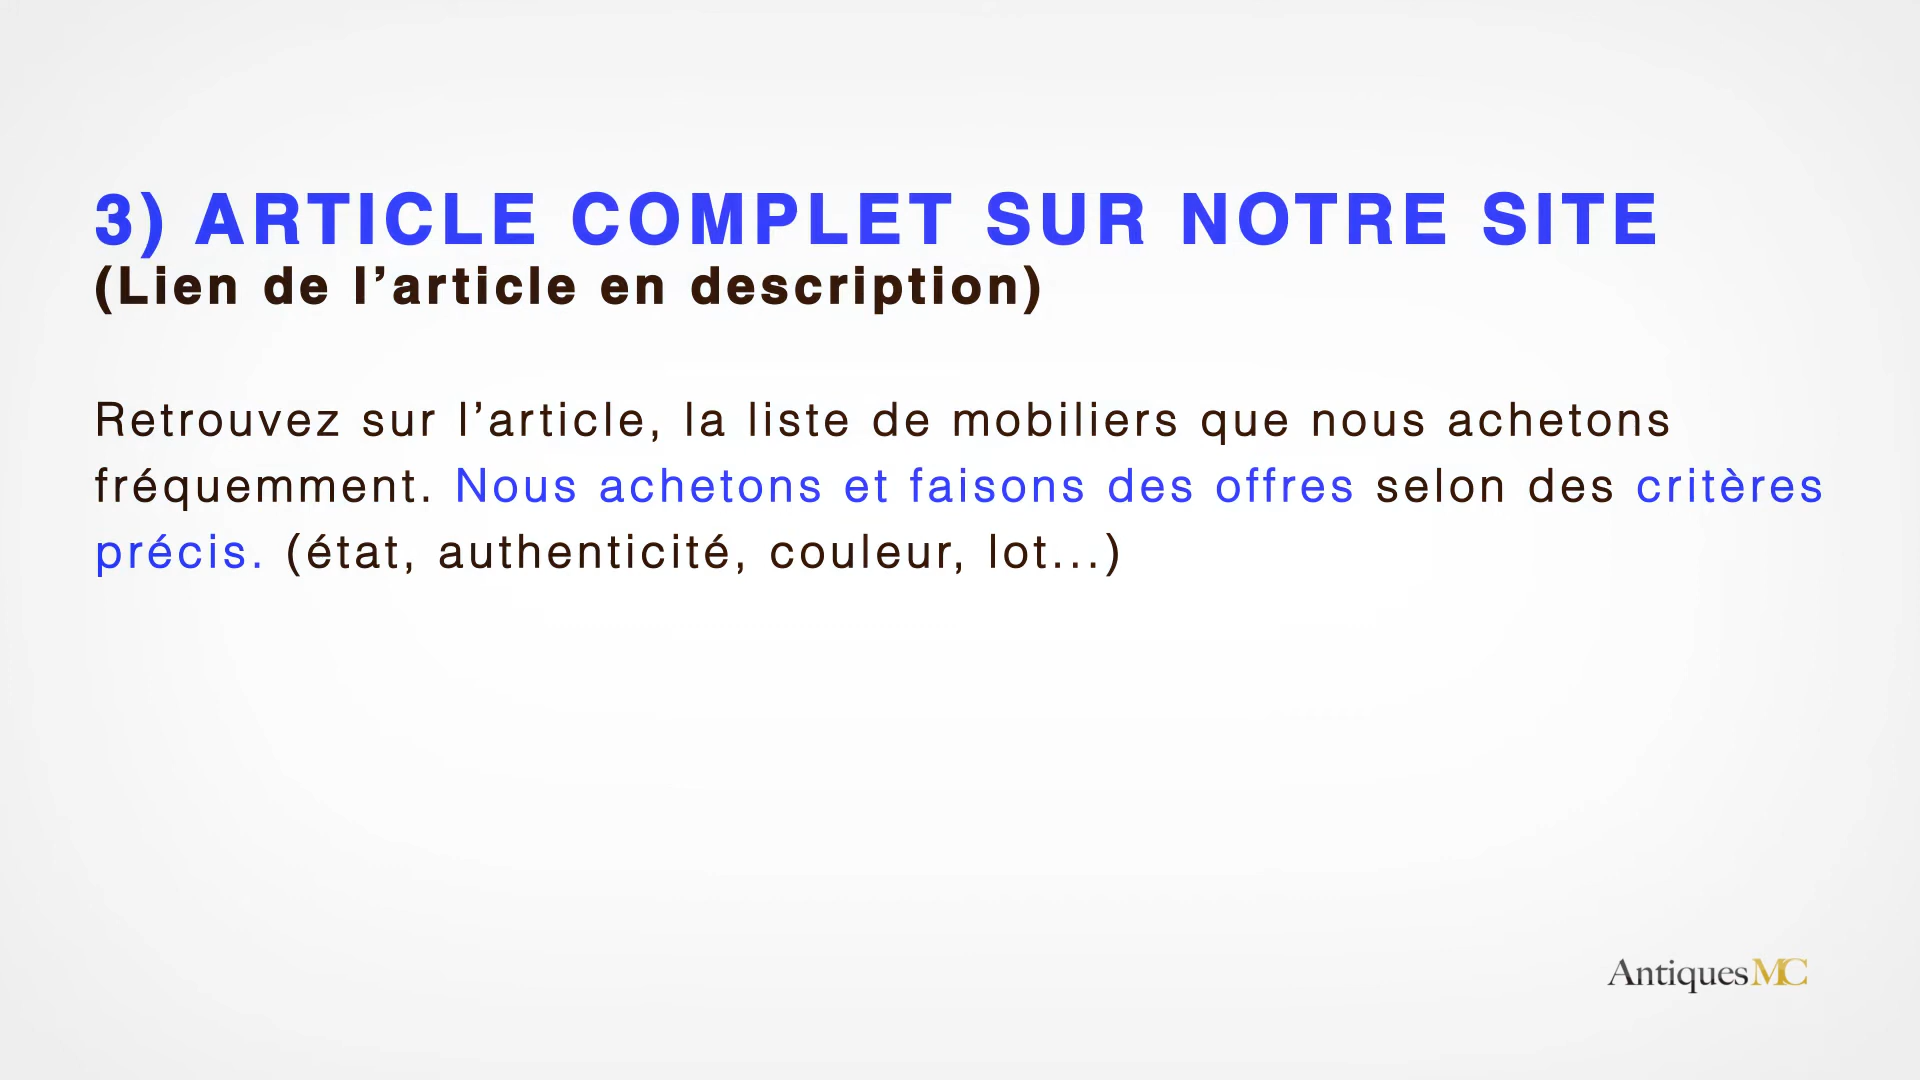 3) ARTICLE COMPLET SUR NOTRE SITE
(Lien de l’article en description)
Retrouvez sur l’article, la liste de mobiliers que nous achetons
fréquemment. Nous achetons et faisons des offres selon des critères
précis. (état, authenticité, couleur, lot...)
AntiquesMC